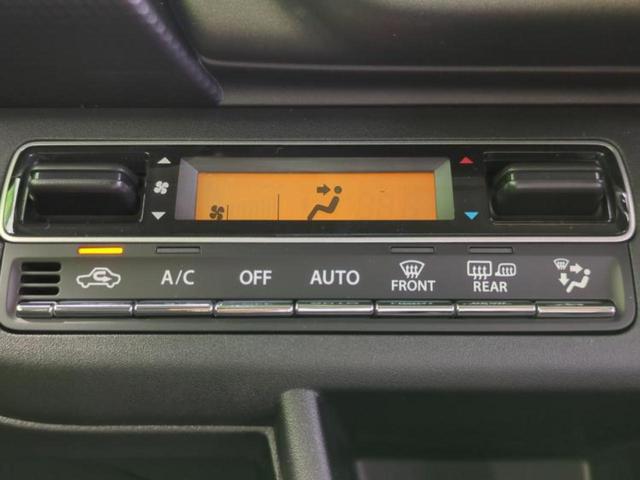 A/C OFF AUTO FRONT REAR